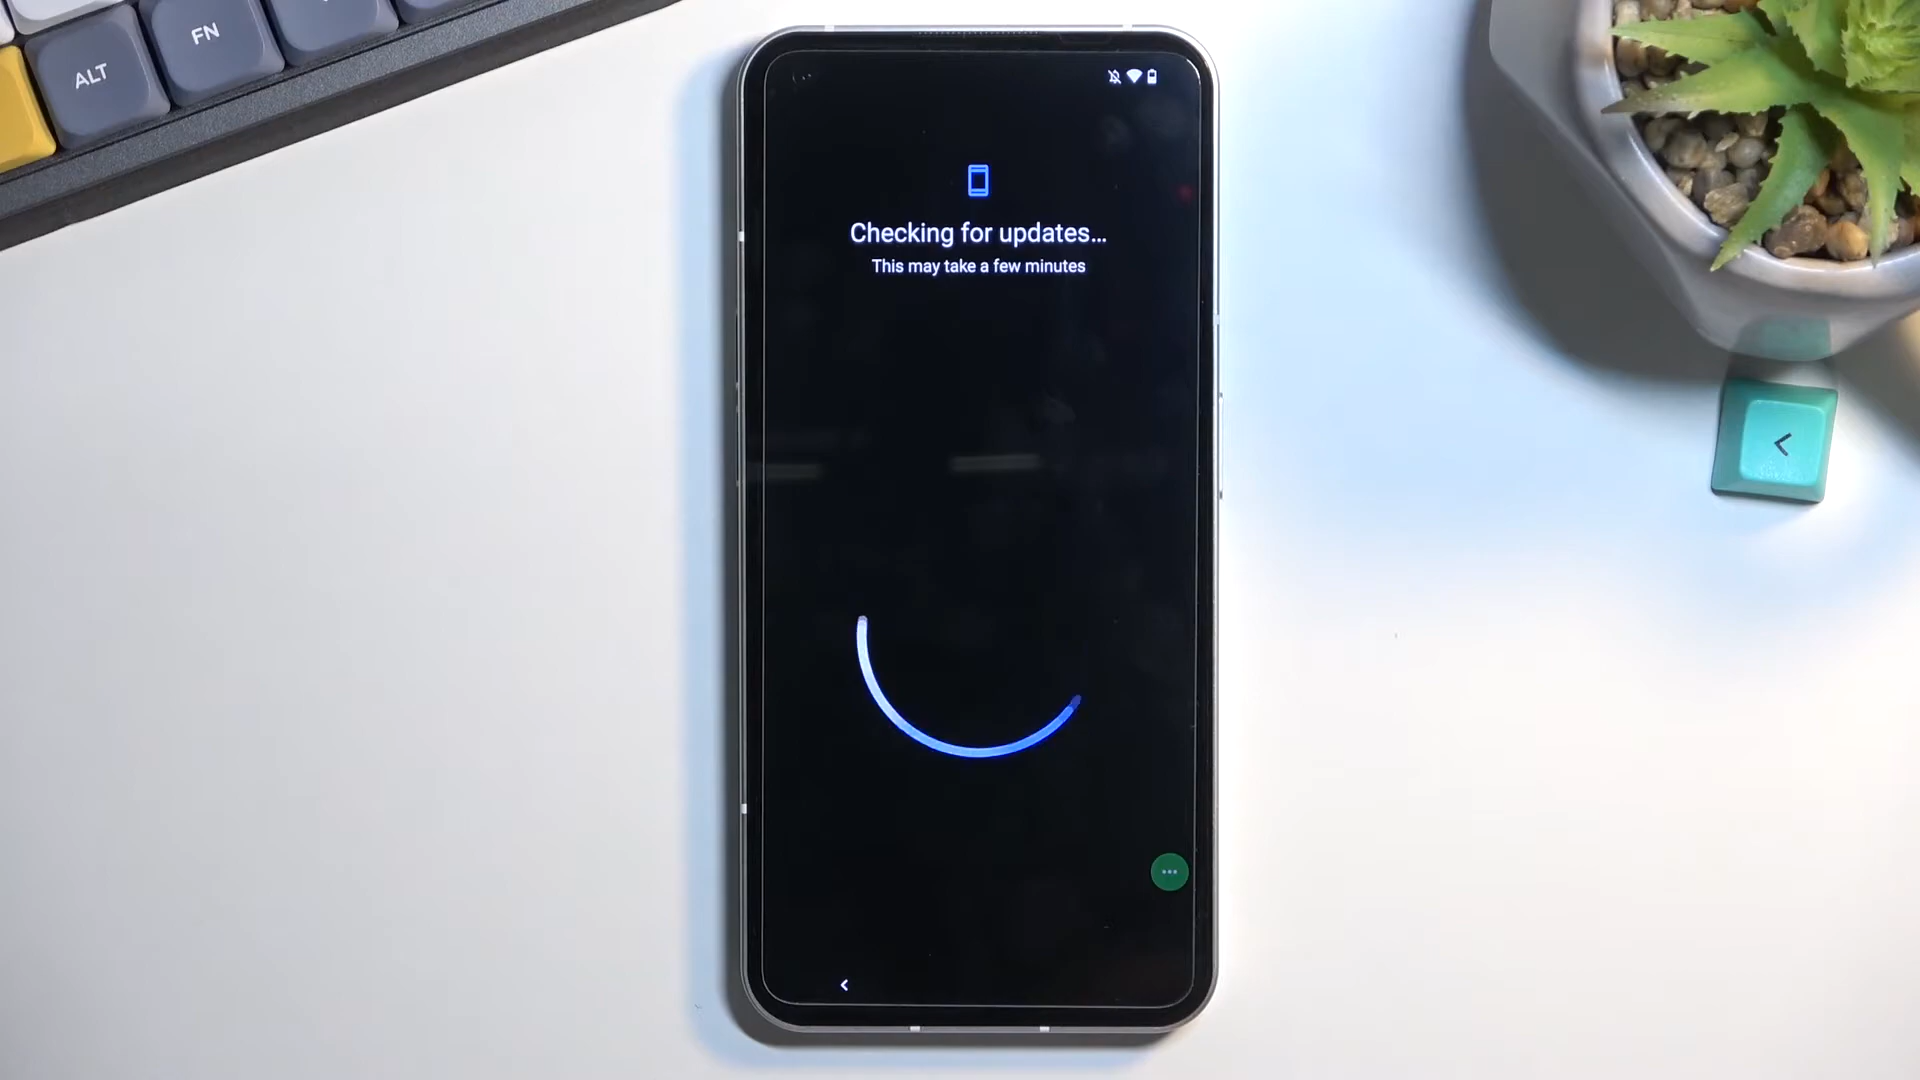 ALT
FN
Checking for updates...
This may take a few minutes
<